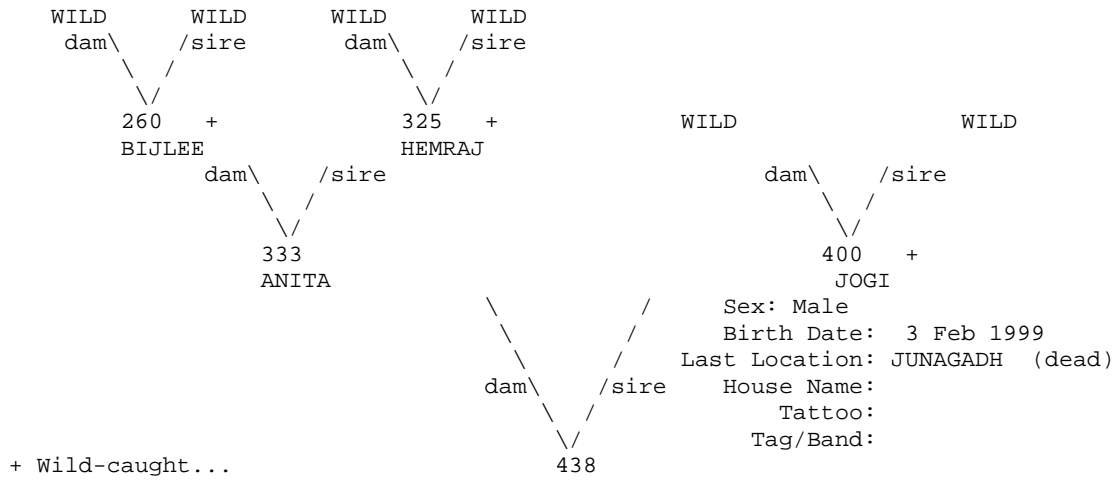 WILD WILD WILD WILD
dam\ /sire dam\ /sire
\ / \ /
\/ \/
260 + 325 + WILD WILD
BIJLEE HEMRAJ
dam\ /sire dam\ /sire
\ / \ /
\/ \/
333 400 +
ANITA JOGI
\ / Sex: Male
\ / Birth Date: 3 Feb 1999
\ / Last Location: JUNAGADH (dead)
dam\ /sire House Name:
\ / Tattoo:
\/ Tag/Band:
+ Wild-caught... 438